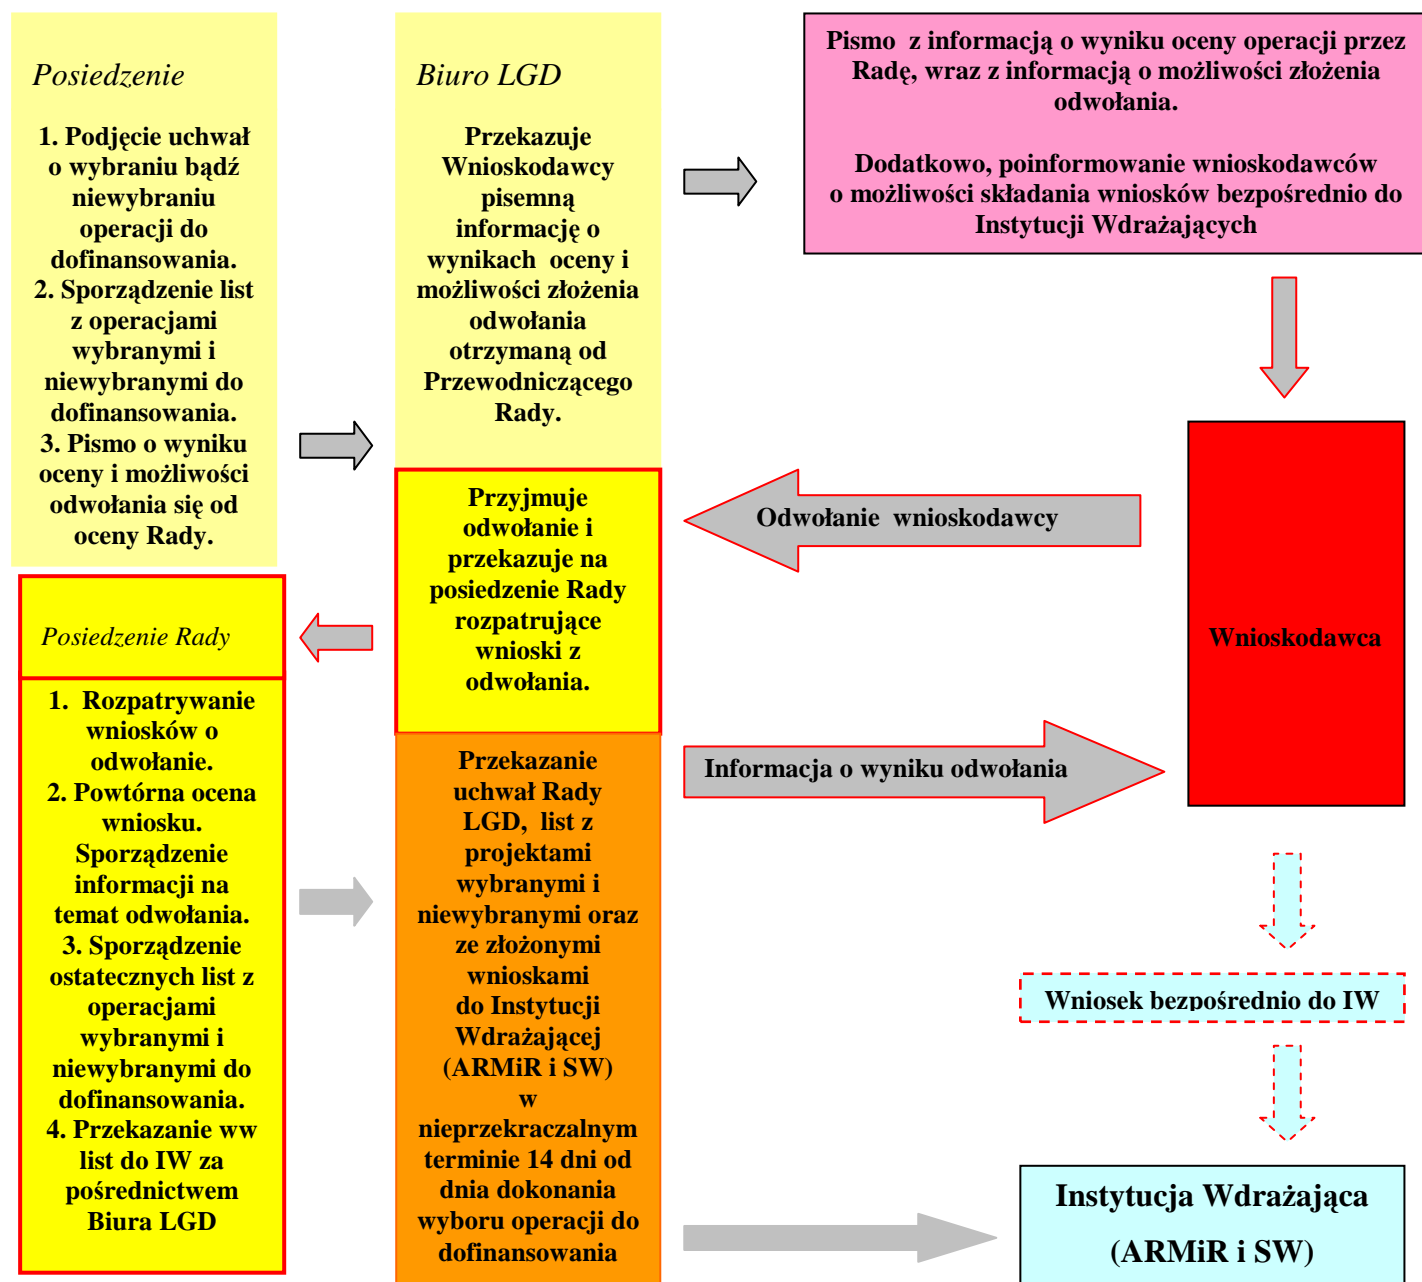 Posiedzenie
1. Podjęcie uchwał
o wybraniu bądź
niewybraniu
operacji do
dofinansowania.
2. Sporządzenie list
z operacjami
wybranymi i
niewybranymi do
dofinansowania.
3. Pismo o wyniku
oceny i możliwości
odwołania się od
oceny Rady.
Posiedzenie Rady
1. Rozpatrywanie
wniosków o
odwołanie.
2. Powtórna ocena
wniosku.
Sporządzenie
informacji na
temat odwołania.
3. Sporządzenie
ostatecznych list z
operacjami
wybranymi i
niewybranymi do
dofinansowania.
4. Przekazanie ww
list do IW za
pośrednictwem
Biura LGD
Biuro LGD
Przekazuje
Wnioskodawcy
pisemną
informację o
wynikach oceny i
możliwości złożenia
odwołania
otrzymaną od
Przewodniczącego
Rady.
Przyjmuje
odwołanie i
przekazuje na
posiedzenie Rady
rozpatrujące
wnioski z
odwołania.
Przekazanie
uchwał Rady
LGD, list z
projektami
wybranymi i
niewybranymi oraz
ze złożonymi
wnioskami
do Instytucji
Wdrażającej
(ARMiR i SW)
w
nieprzekraczalnym
terminie 14 dni od
dnia dokonania
wyboru operacji do
dofinansowania
Pismo z informacją o wyniku oceny operacji przez
Radę, wraz z informacją o możliwości złożenia
odwołania.
Dodatkowo, poinformowanie wnioskodawców
o możliwości składania wniosków bezpośrednio do
Instytucji Wdrażających
Odwołanie wnioskodawcy
Wnioskodawca
Informacja o wyniku odwołania
Wniosek bezpośrednio do IW
Instytucja Wdrażająca
(ARMiR i SW)